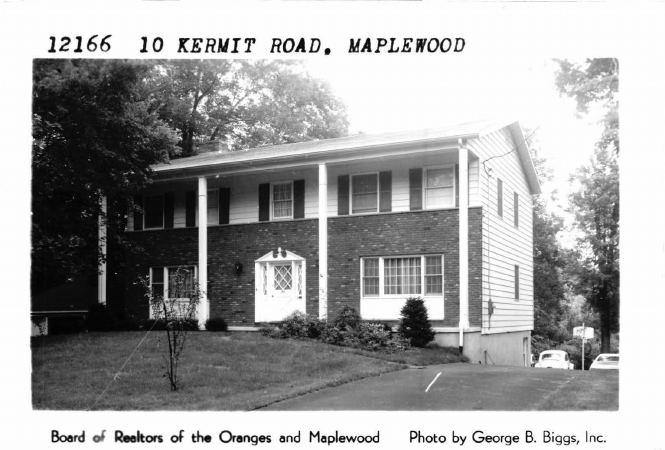 12166 10 KERMIT ROAD, MAPLEWOOD
Board of Realtors of the Oranges and Maplewood Photo by George B. Biggs, Inc.